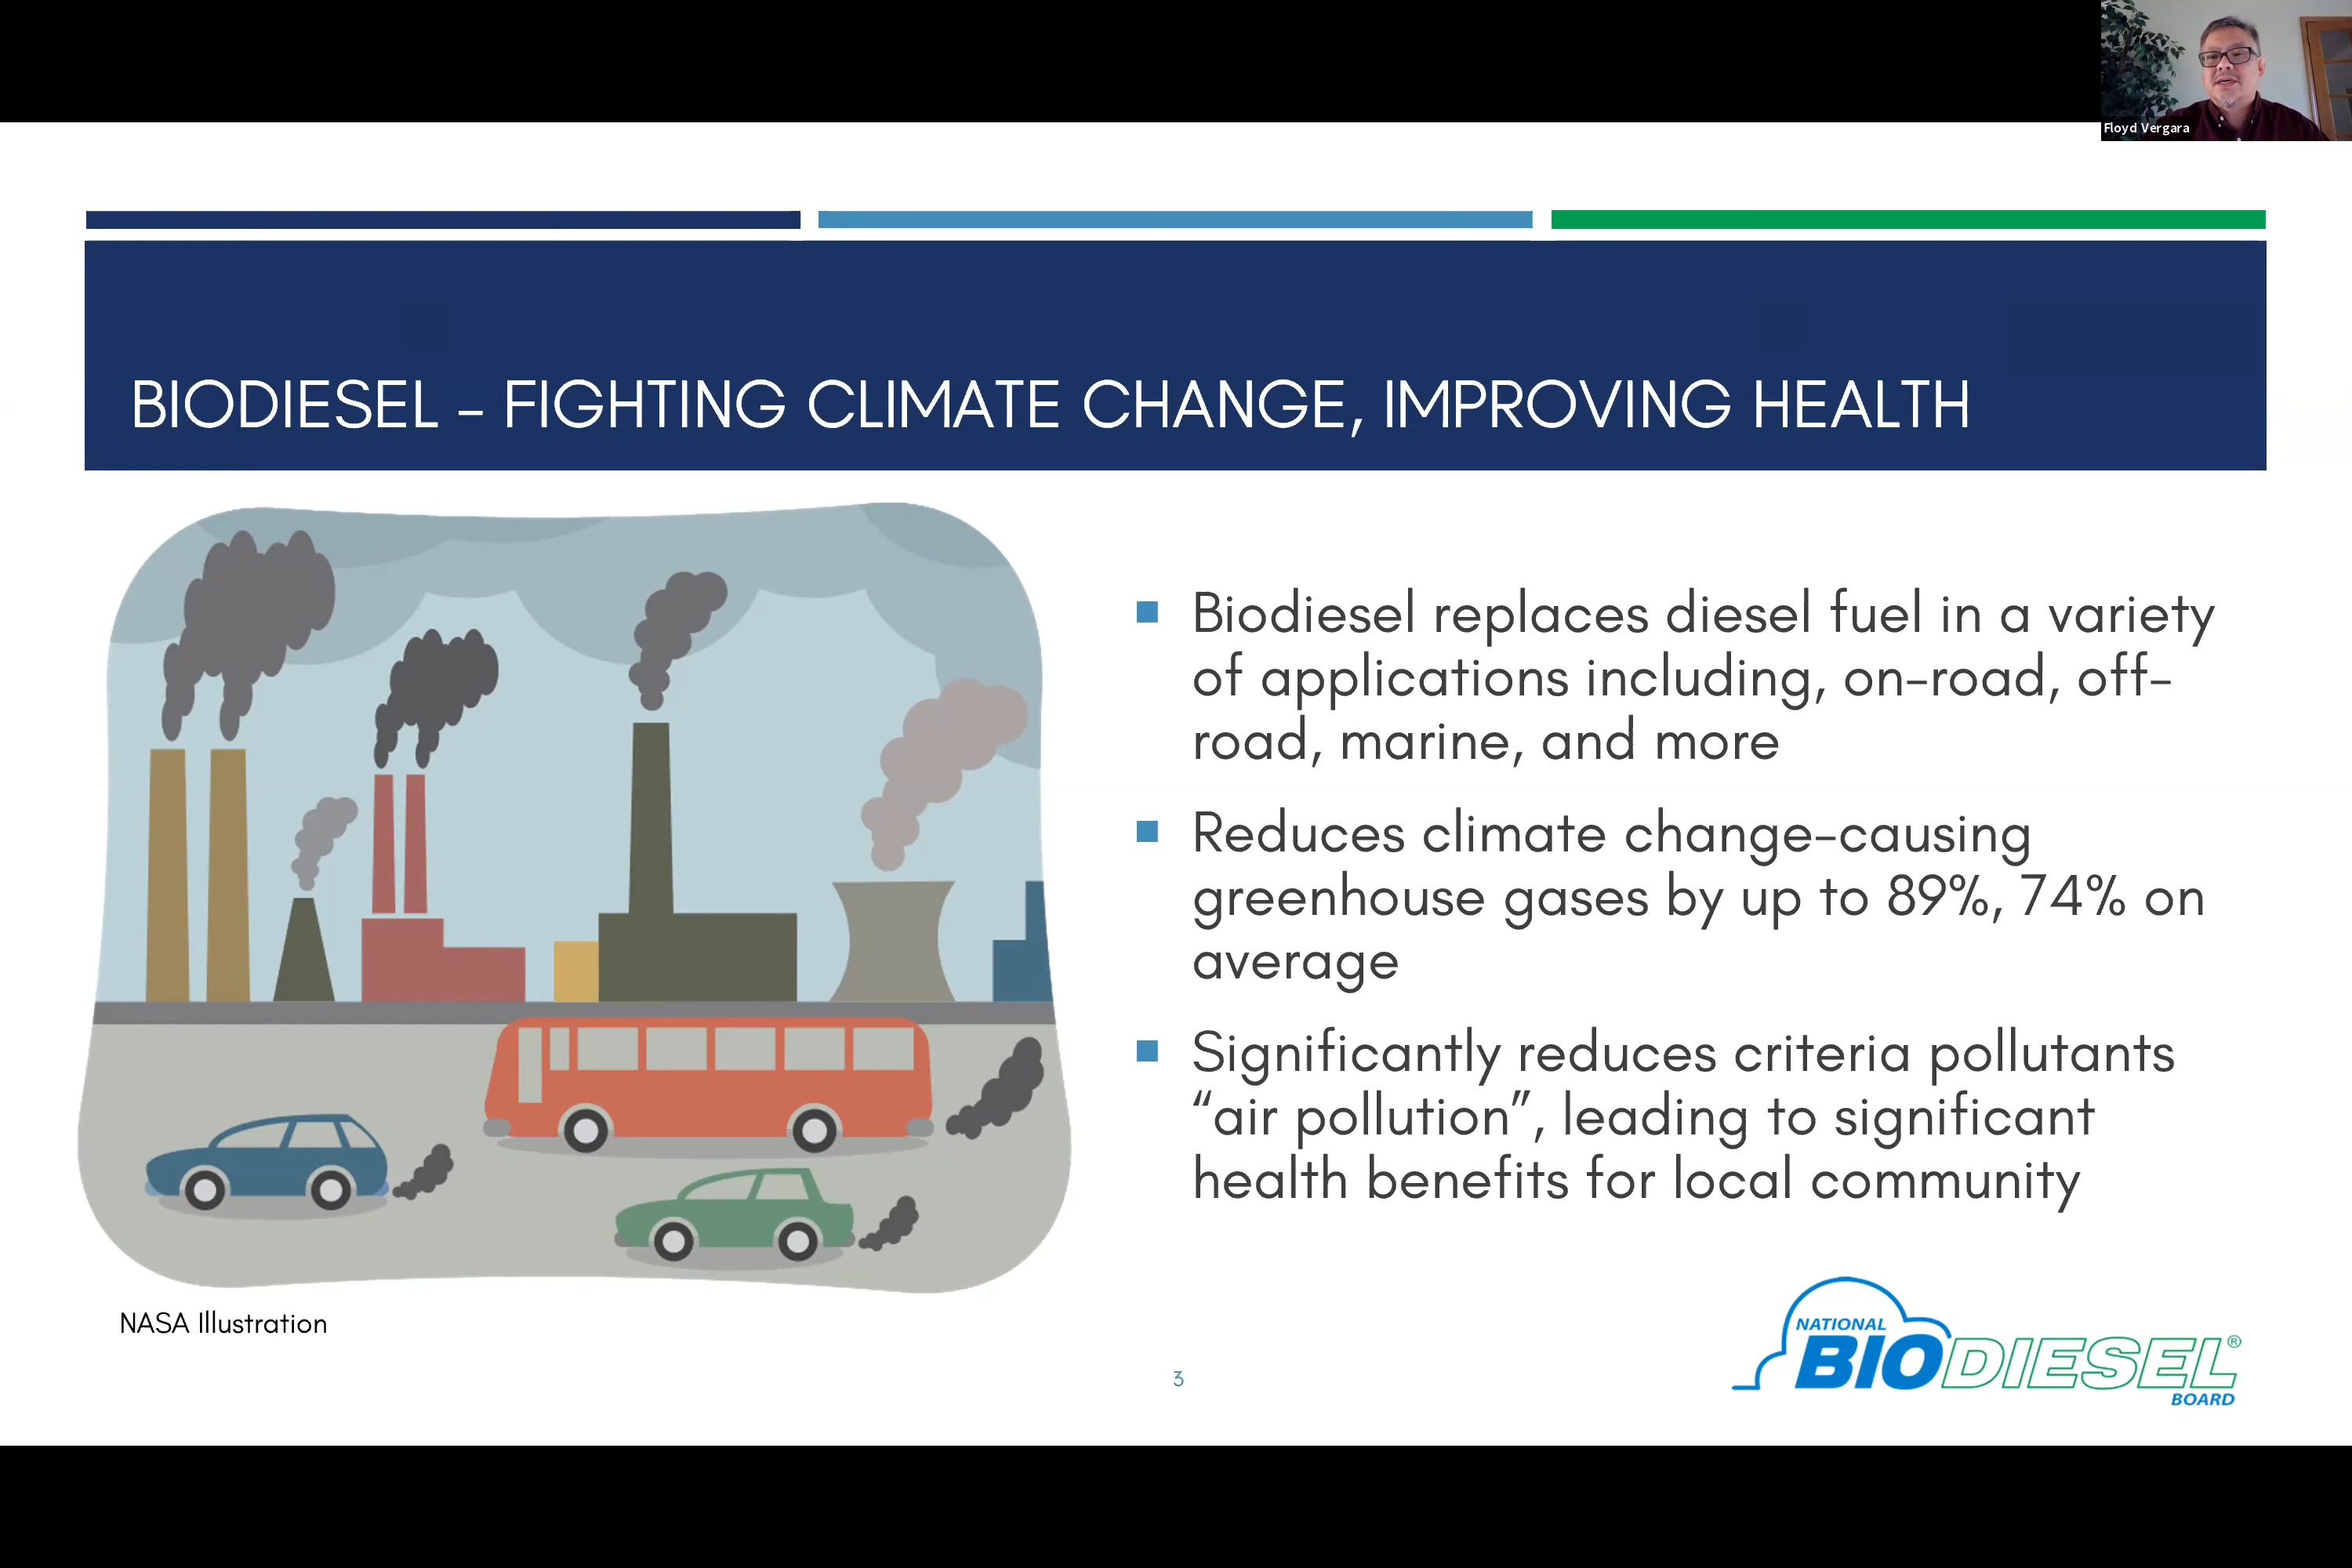 Floyd Vergara
BIODIESEL – FIGHTING CLIMATE CHANGE, IMPROVING HEALTH
Biodiesel replaces diesel fuel in a variety
of applications including, on-road, off-
road, marine, and more
Reduces climate change-causing
greenhouse gases by up to 89%, 74% on
average
Significantly reduces criteria pollutants
“air pollution”, leading to significant
health benefits for local community
NASA Illustration
3
NATIONAL
BIODIESEL®
BOARD